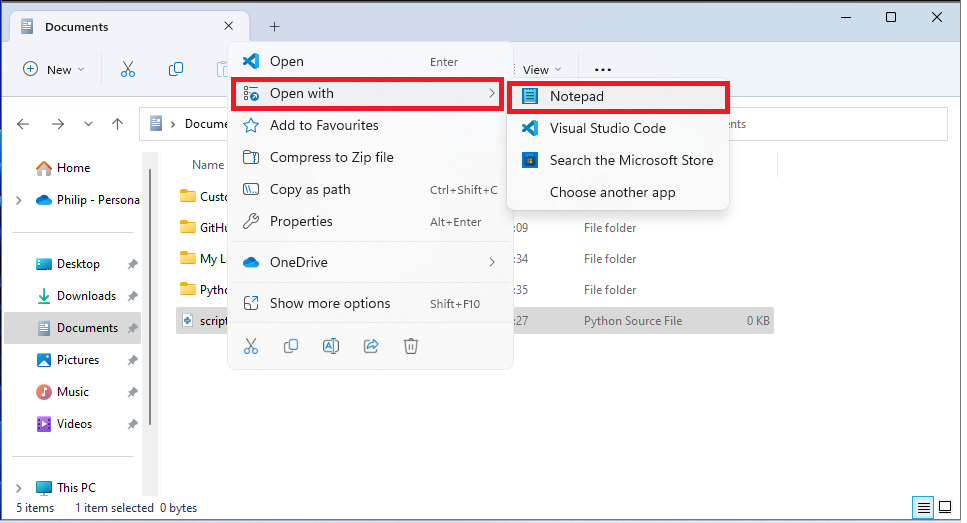 Documents
New
View
Open Enter
Open with
Add to Favourites
Compress to Zip file
Copy as path Ctrl+Shift+C
Properties Alt+Enter
OneDrive
Show more options Shift+F10
Notepad
Visual Studio Code
Search the Microsoft Store
Choose another app
Docume
ents
Home
Philip - Persona
Desktop
Downloads
Documents
Pictures
Music
Videos
This PC
Name
Custo
GitHu :09 File folder
My La :34 File folder
Pytho :35 File folder
script :27 Python Source File 0 KB
5 items 1 item selected 0 bytes